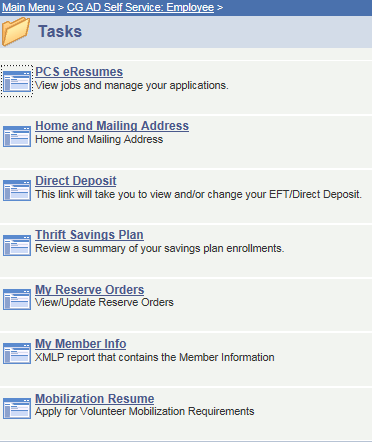 Main Menu > CG AD Self Service: Employee >
Tasks
PCS eResumes
View jobs and manage your applications.
Home and Mailing Address
Home and Mailing Address
Direct Deposit
This link will take you to view and/or change your EFT/Direct Deposit.
Thrift Savings Plan
Review a summary of your savings plan enrollments.
My Reserve Orders
View/Update Reserve Orders
My Member Info
XMLP report that contains the Member Information
Mobilization Resume
Apply for Volunteer Mobilization Requirements